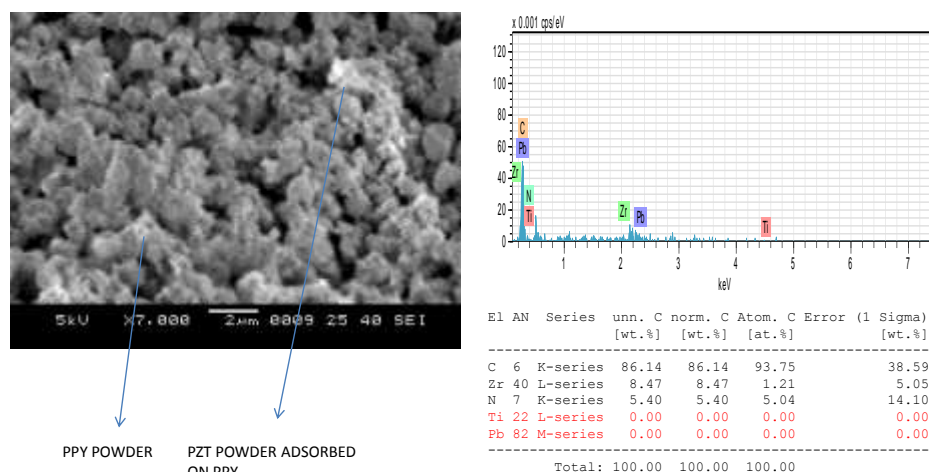 5kV X7,000 2µm 0009 25 40 SEI
PPY POWDER
PZT POWDER ADSORBED
ON PPY
x 0.001 cps/eV
120
100
80
60
40
20
0
C
Pb
Zr
N
Ti
Zr
Pb
Ti
1 2 3 4 5 6 7
keV
El AN Series unn. C norm. C Atom. C Error (1 Sigma)
[wt.%] [wt.%] [at.%] [wt.%]
C 6 K-series 86.14 86.14 93.75 38.59
Zr 40 L-series 8.47 8.47 1.21 5.05
N 7 K-series 5.40 5.40 5.04 14.10
Ti 22 L-series 0.00 0.00 0.00 0.00
Pb 82 M-series 0.00 0.00 0.00 0.00
Total: 100.00 100.00 100.00